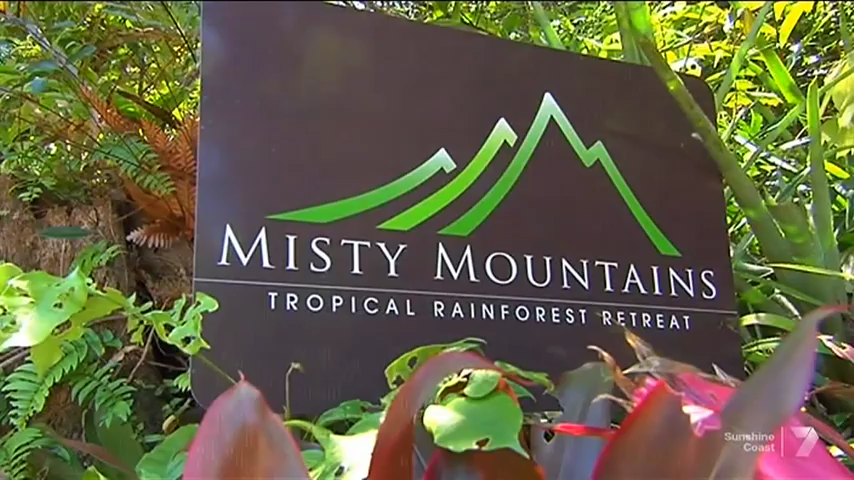 MISTY MOUNTAINS
TROPICAL RAINFOREST RETREAT
Sunshine
Coast
7